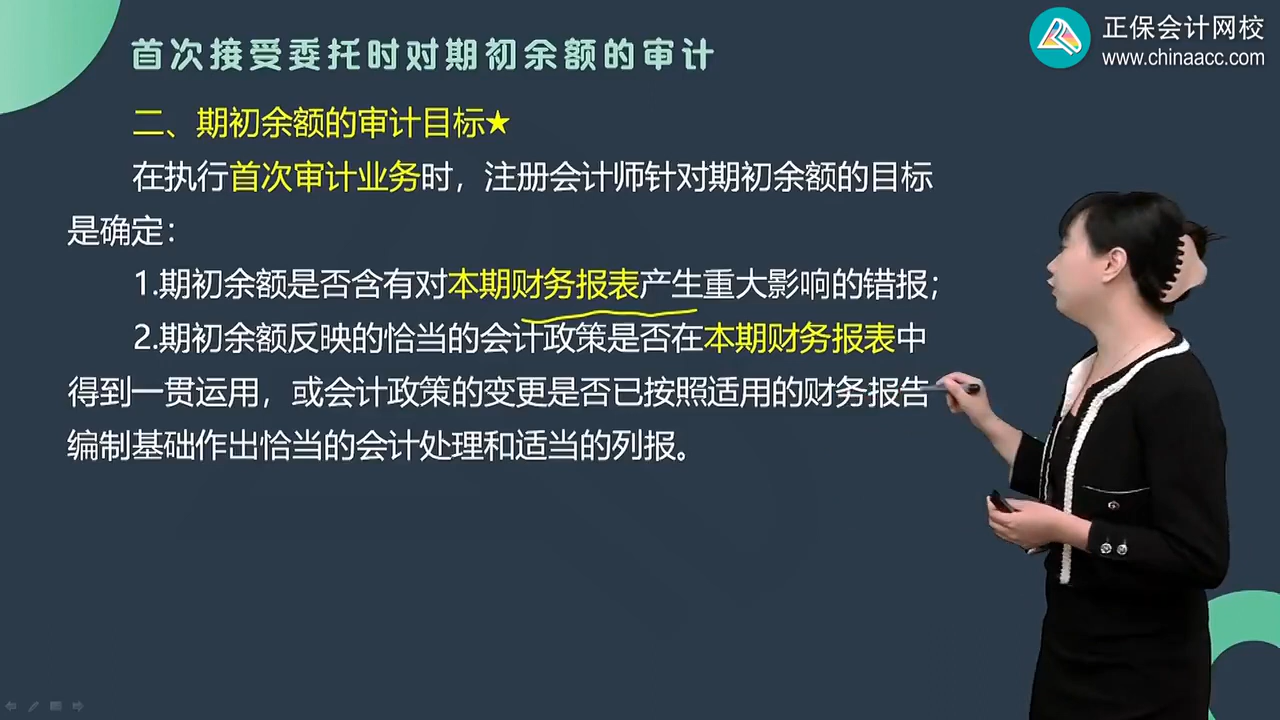 首次接受委托时对期初余额的审计
正保会计网校
www.chinaacc.com
二、期初余额的审计目标★
在执行首次审计业务时，注册会计师针对期初余额的目标
是确定：
1.期初余额是否含有对本期财务报表产生重大影响的错报；
2.期初余额反映的恰当的会计政策是否在本期财务报表中
得到一贯运用，或会计政策的变更是否已按照适用的财务报告
编制基础作出恰当的会计处理和适当的列报。